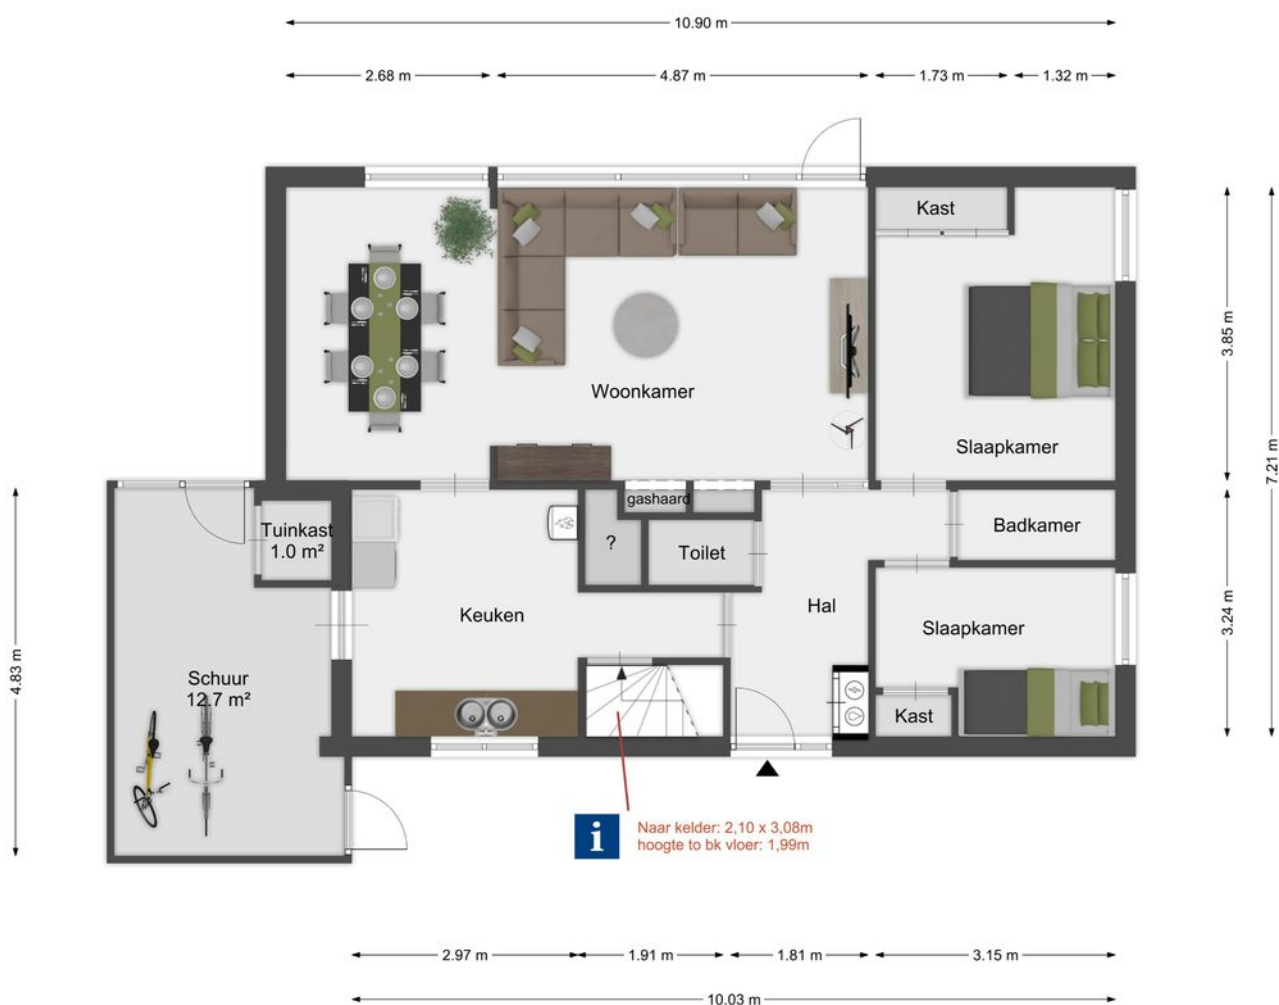 10.90 m
2.68 m
4.87 m
1.73 m
1.32 m
Kast
3.85 m
7.21 m
Woonkamer
Slaapkamer
gashaard
Tuinkast
1.0 m²
?
Toilet
Badkamer
Keuken
Hal
Slaapkamer
3.24 m
4.83 m
Schuur
12.7 m²
Kast
i
Naar kelder: 2,10 x 3,08m
hoogte to bk vloer: 1,99m
2.97 m
1.91 m
1.81 m
3.15 m
10.03 m